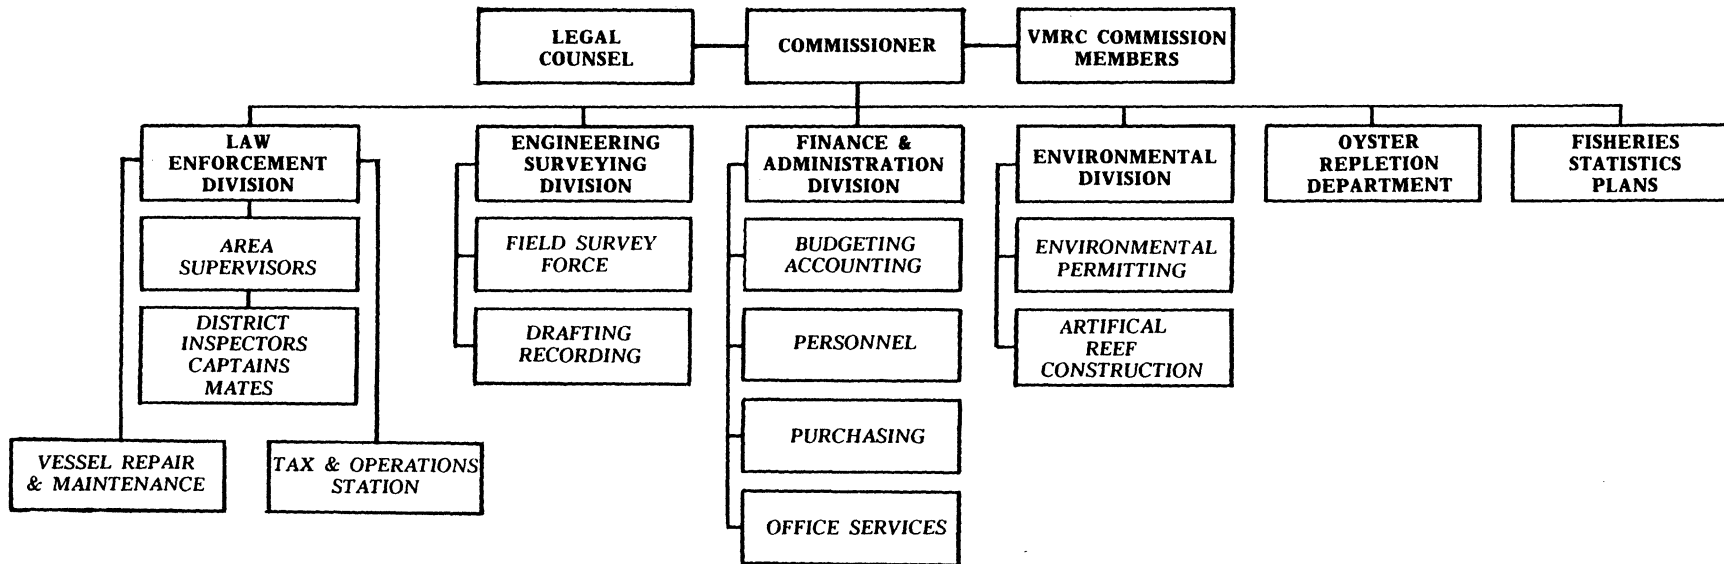 LEGAL
COUNSEL
COMMISSIONER
VMRC COMMISSION
MEMBERS
LAW
ENFORCEMENT
DIVISION
ENGINEERING
SURVEYING
DIVISION
FINANCE &
ADMINISTRATION
DIVISION
ENVIRONMENTAL
DIVISION
OYSTER
REPLETION
DEPARTMENT
FISHERIES
STATISTICS
PLANS
AREA
SUPERVISORS
FIELD SURVEY
FORCE
BUDGETING
ACCOUNTING
ENVIRONMENTAL
PERMITTING
DISTRICT
INSPECTORS
CAPTAINS
MATES
DRAFTING
RECORDING
PERSONNEL
ARTIFICAL
REEF
CONSTRUCTION
VESSEL REPAIR
& MAINTENANCE
TAX & OPERATIONS
STATION
PURCHASING
OFFICE SERVICES